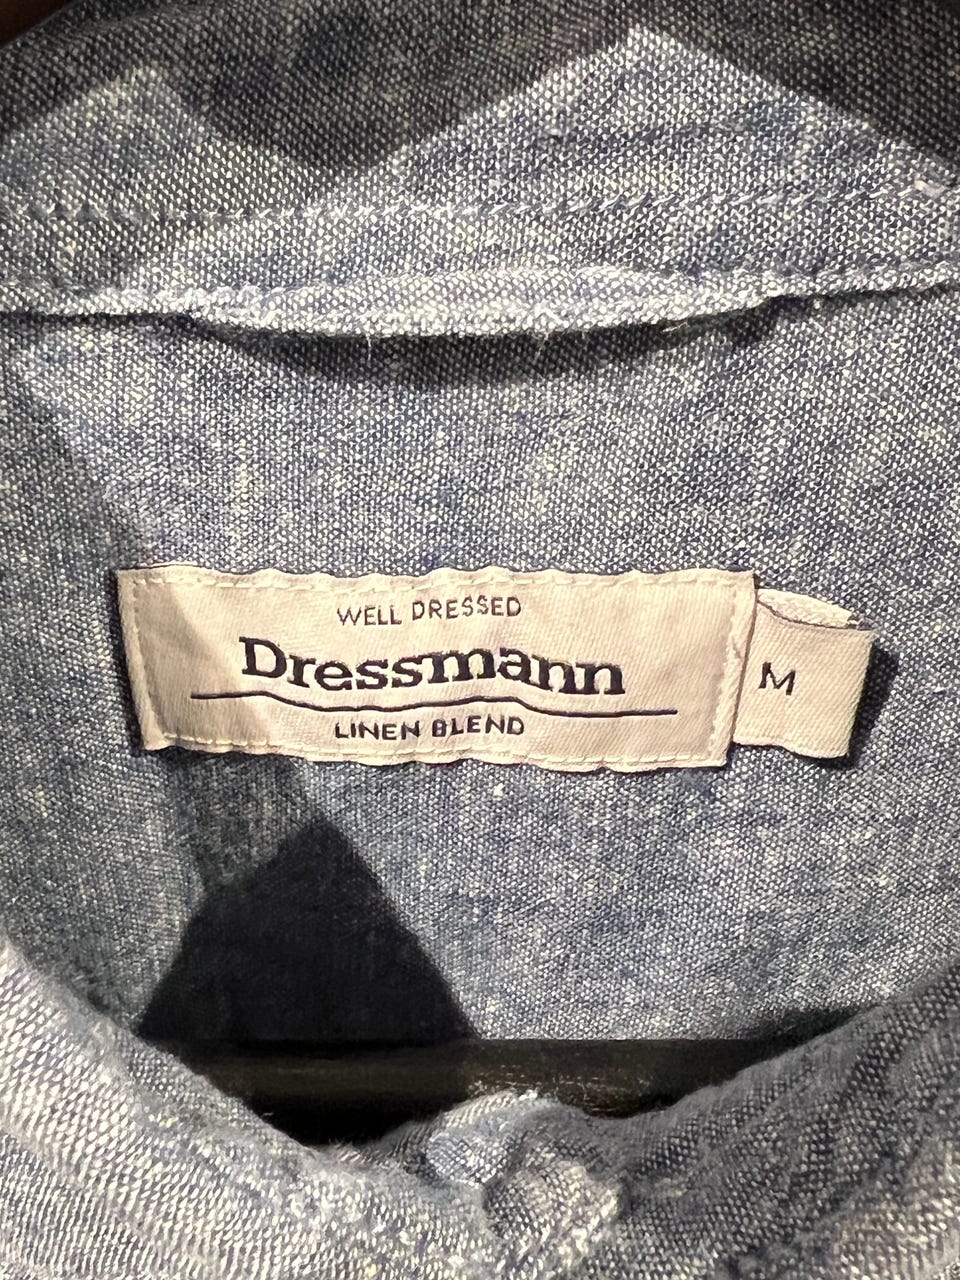 WELL DRESSED
Dressmann
LINEN BLEND
M